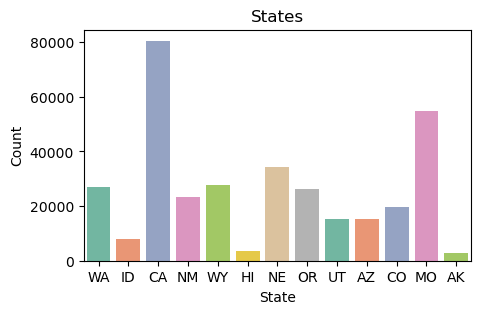 States
80000
60000
40000
20000
0
Count
WA ID CA NM WY HI NE OR UT AZ CO MO AK
State